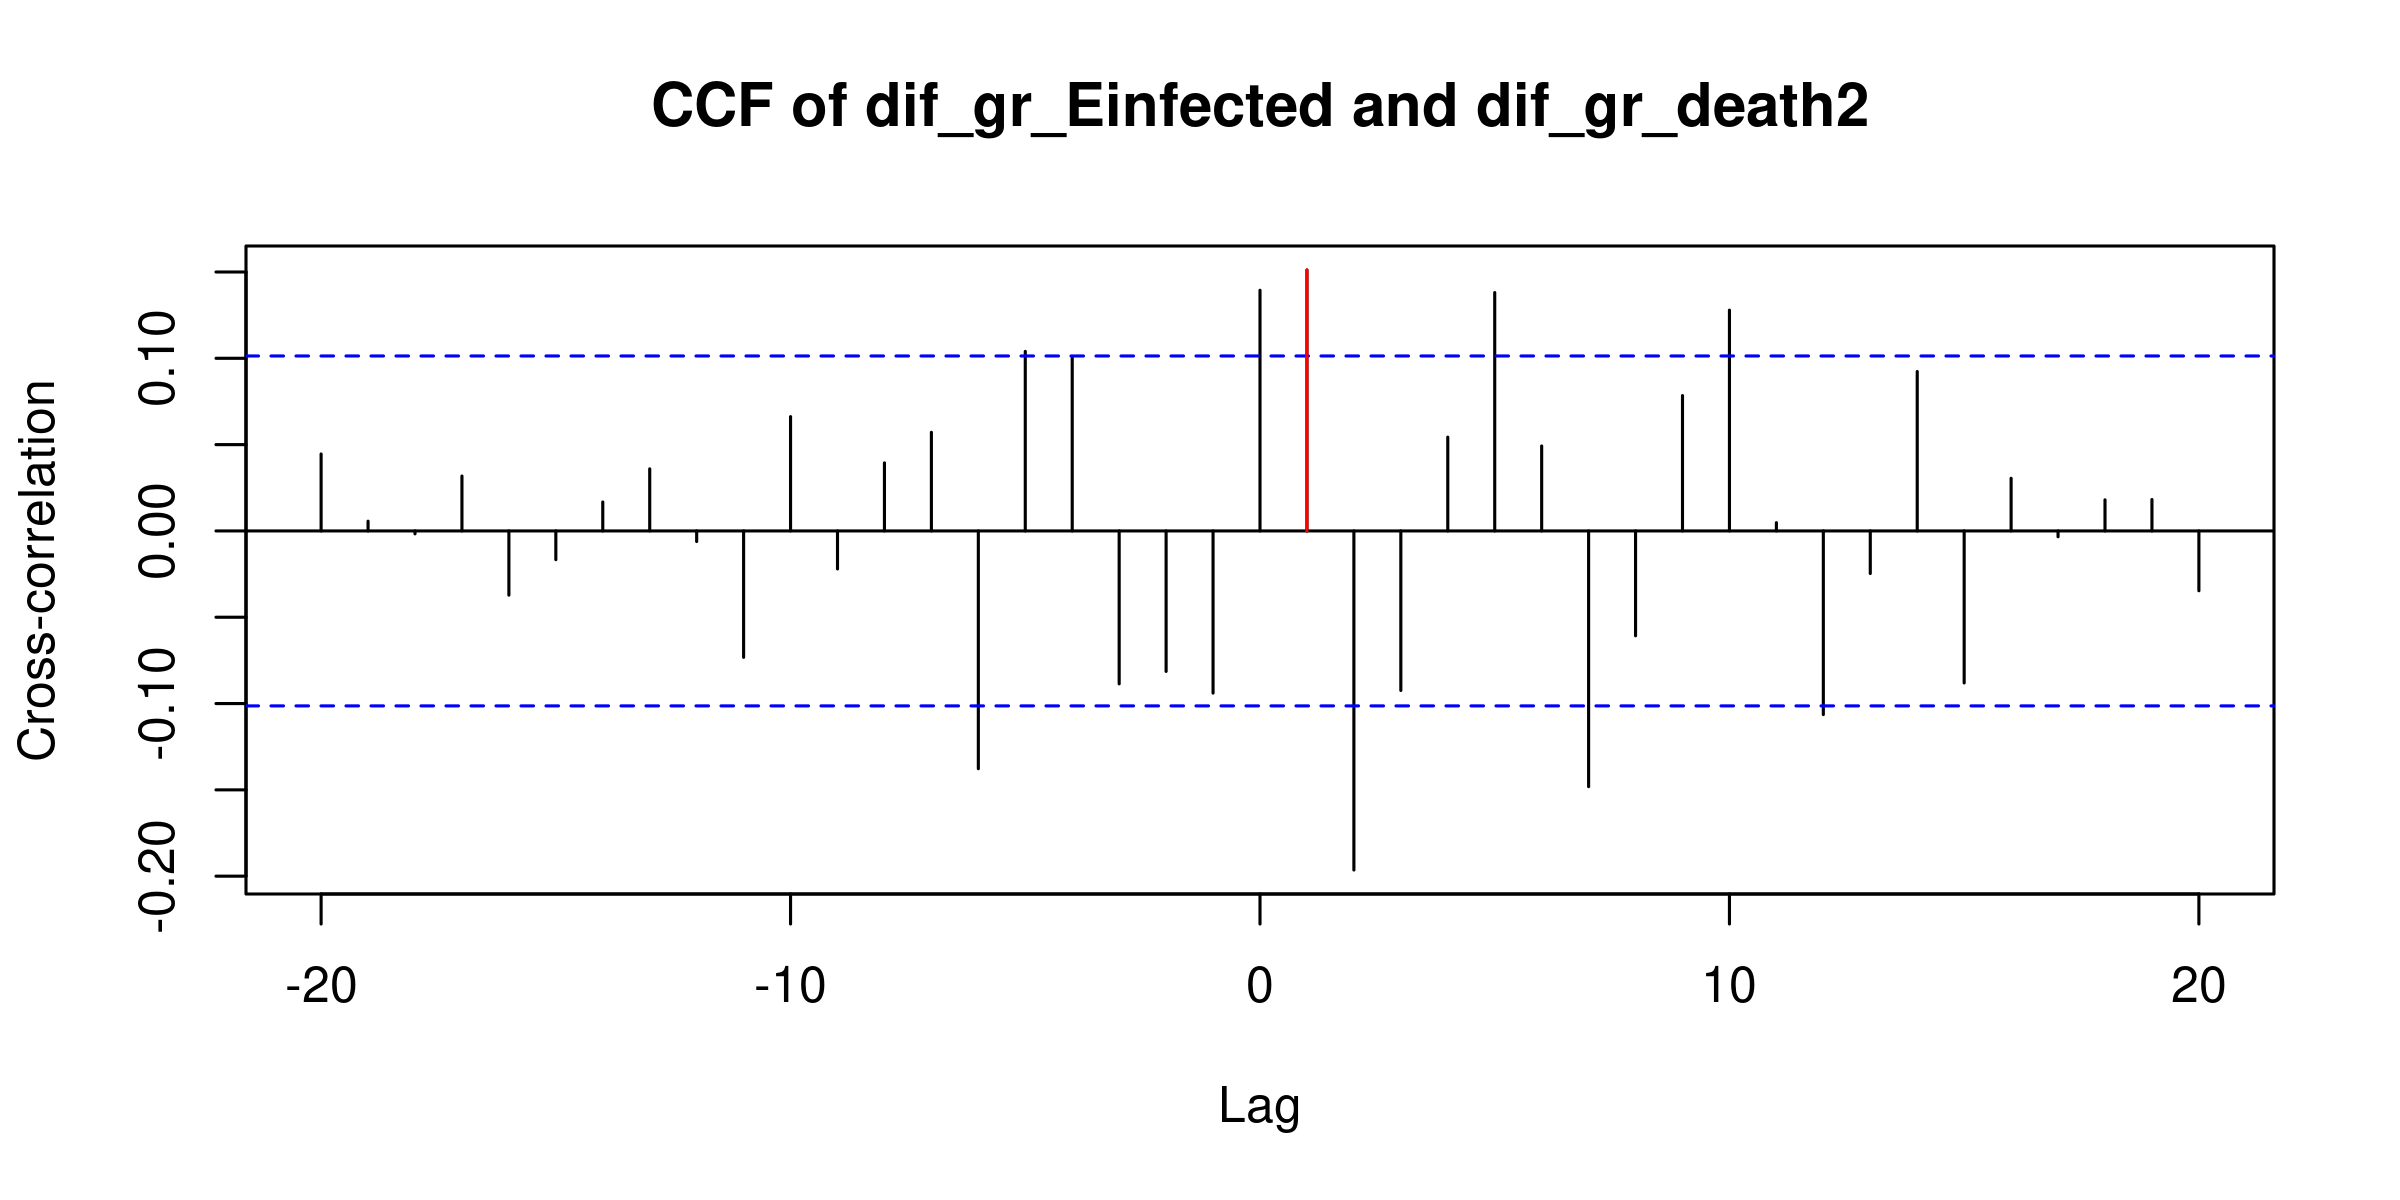 CCF of dif_gr_Einfected and dif_gr_death2
Cross-correlation
0.10
0.00
-0.10
-0.20
-20 -10 0 10 20
Lag